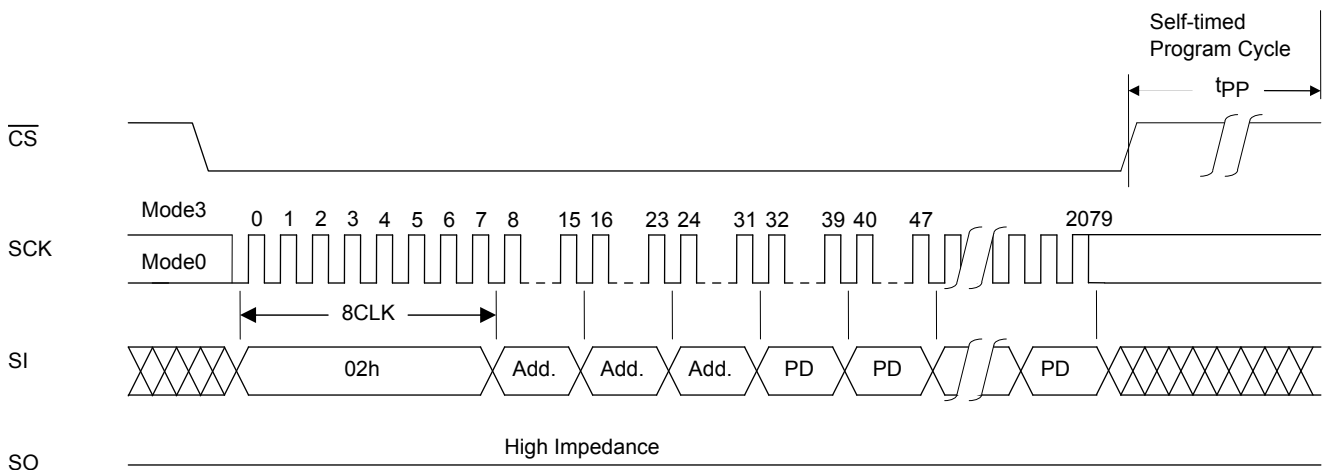 Self-timed
Program Cycle
tPP
CS
Mode3
0 1 2 3 4 5 6 7 8 15 16 23 24 31 32 39 40 47 2079
SCK
Mode0
8CLK
SI
02h Add. Add. Add. PD PD PD
High Impedance
SO